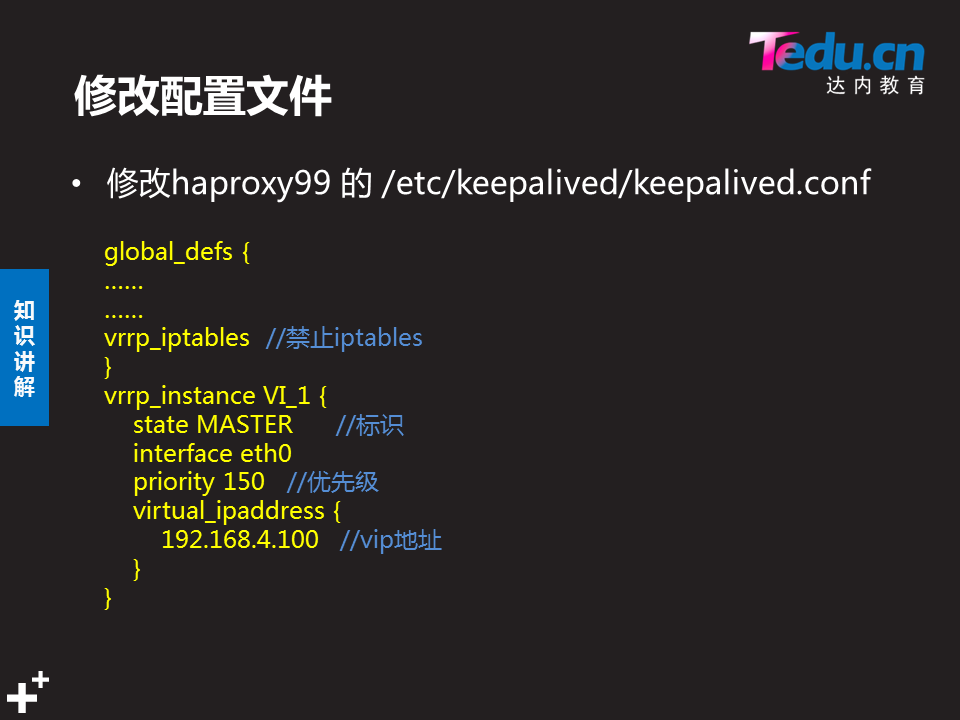 Tedu.cn
达内教育
修改配置文件
• 修改haproxy99 的 /etc/keepalived/keepalived.conf
global_defs {
……
……
vrrp_iptables //禁止iptables
}
vrrp_instance VI_1 {
state MASTER //标识
interface eth0
priority 150 //优先级
virtual_ipaddress {
192.168.4.100 //vip地址
}
}
知识讲解